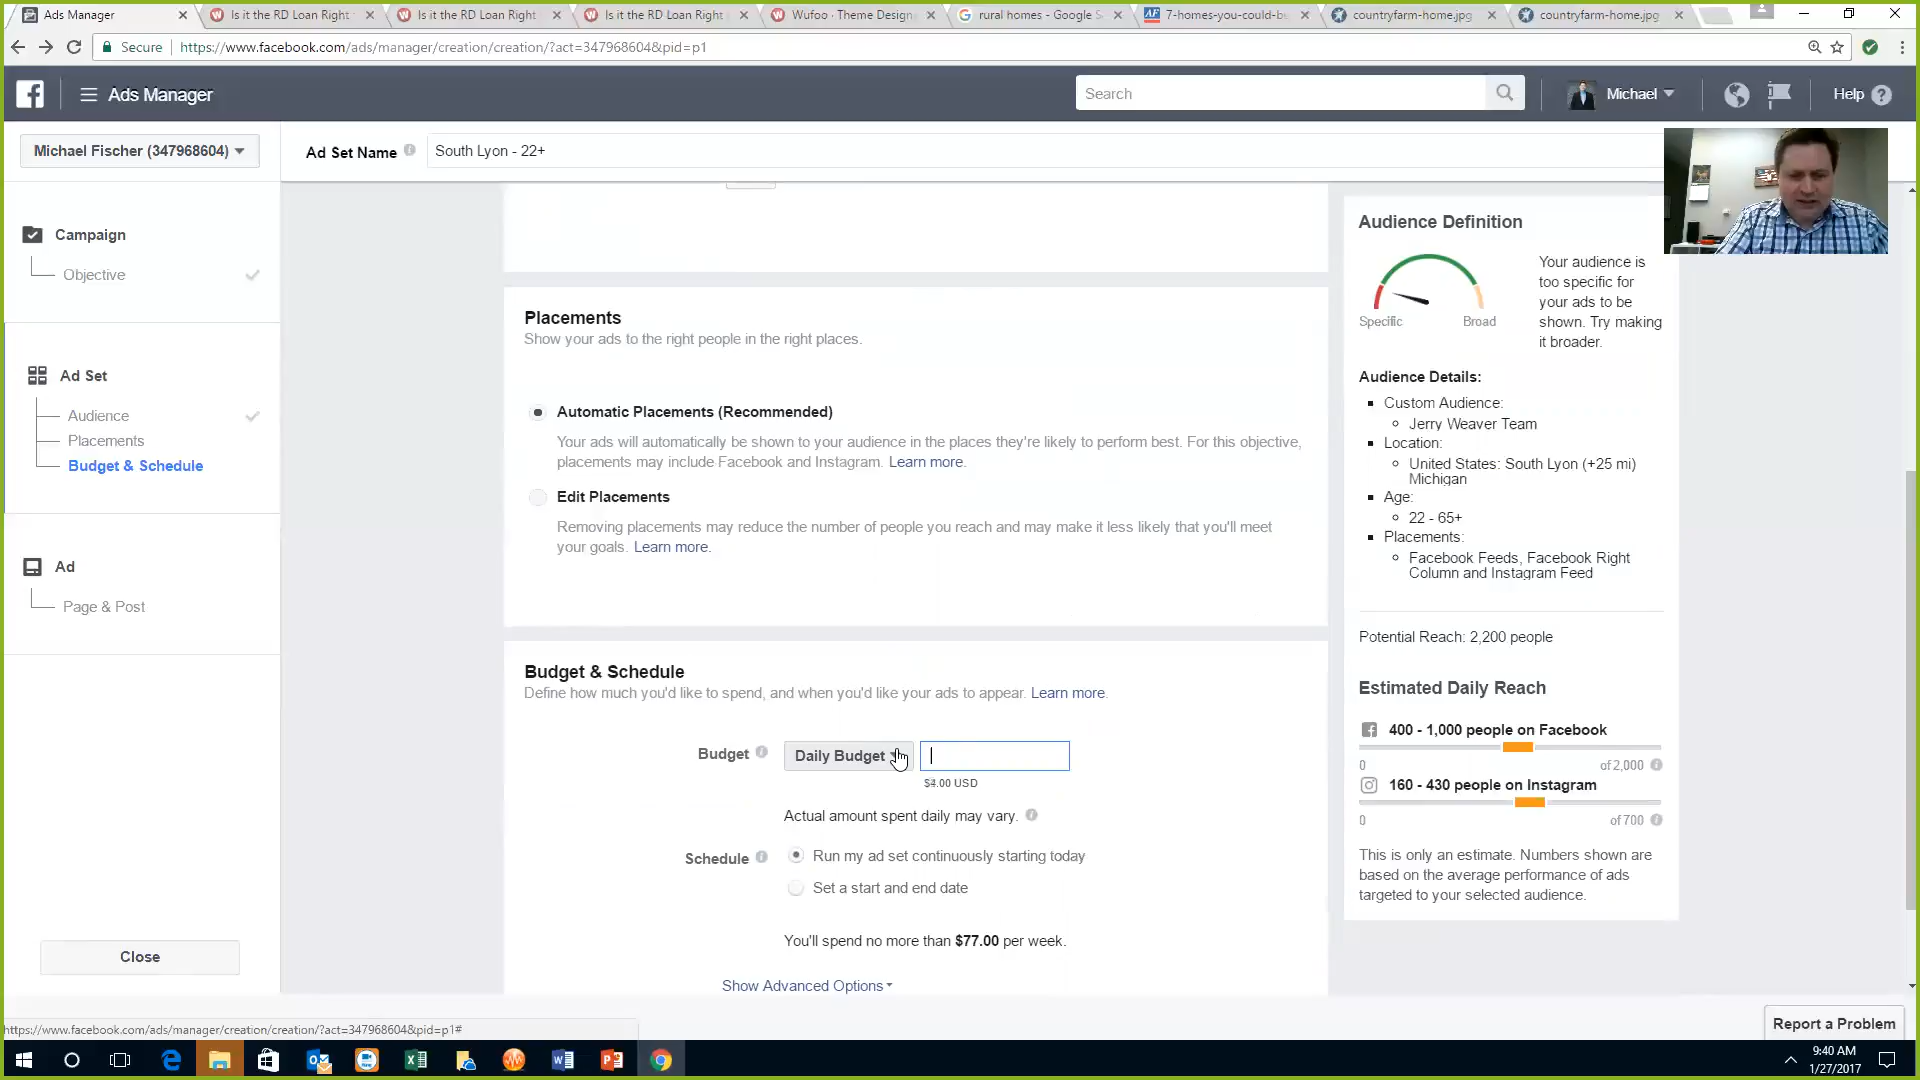 Ads Manager
Is it the RD Loan Right
Is it the RD Loan Right
Is it the RD Loan Right
Wufoo · Theme Design
rural homes - Google S
7-homes-you-could-b
countryfarm-home.jpg
countryfarm-home.jpg
Secure
https://www.facebook.com/ads/manager/creation/creation/?act=347968604&pid=p1
Ads Manager
Search
Michael
Help
Michael Fischer (347968604)
Ad Set Name
South Lyon - 22+
Campaign
Objective
Ad Set
Audience
Placements
Budget & Schedule
Ad
Page & Post
Close
Placements
Show your ads to the right people in the right places.
Automatic Placements (Recommended)
Your ads will automatically be shown to your audience in the places they're likely to perform best. For this objective,
placements may include Facebook and Instagram. Learn more.
Edit Placements
Removing placements may reduce the number of people you reach and may make it less likely that you'll meet
your goals. Learn more.
Budget & Schedule
Define how much you'd like to spend, and when you'd like your ads to appear. Learn more.
Budget
Daily Budget
$4.00 USD
Actual amount spent daily may vary.
Schedule
Run my ad set continuously starting today
Set a start and end date
You'll spend no more than $77.00 per week.
Show Advanced Options
Audience Definition
Specific
Broad
Your audience is
too specific for
your ads to be
shown. Try making
it broader.
Audience Details:
Custom Audience:
Jerry Weaver Team
Location:
United States: South Lyon (+25 mi)
Michigan
Age:
22 - 65+
Placements:
Facebook Feeds, Facebook Right
Column and Instagram Feed
Potential Reach: 2,200 people
Estimated Daily Reach
400 - 1,000 people on Facebook
0
of 2,000
160 - 430 people on Instagram
0
of 700
This is only an estimate. Numbers shown are
based on the average performance of ads
targeted to your selected audience.
https://www.facebook.com/ads/manager/creation/creation/?act=347968604&pid=p1#
Report a Problem
9:40 AM
1/27/2017